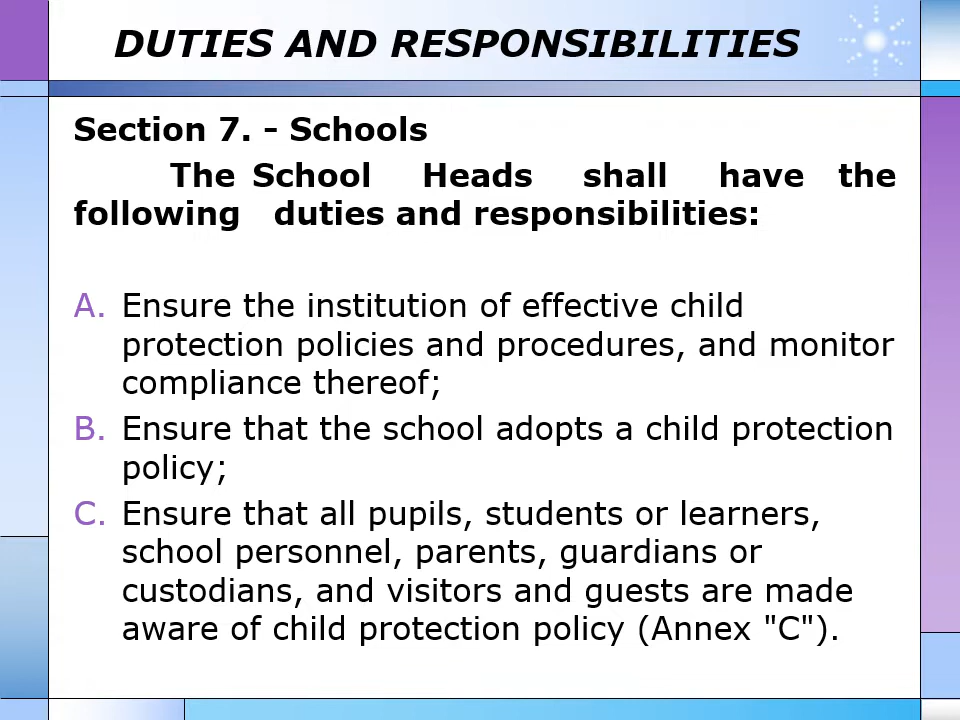 DUTIES AND RESPONSIBILITIES
Section 7. - Schools
The School Heads shall have the
following duties and responsibilities:
A. Ensure the institution of effective child
protection policies and procedures, and monitor
compliance thereof;
B. Ensure that the school adopts a child protection
policy;
C. Ensure that all pupils, students or learners,
school personnel, parents, guardians or
custodians, and visitors and guests are made
aware of child protection policy (Annex "C").